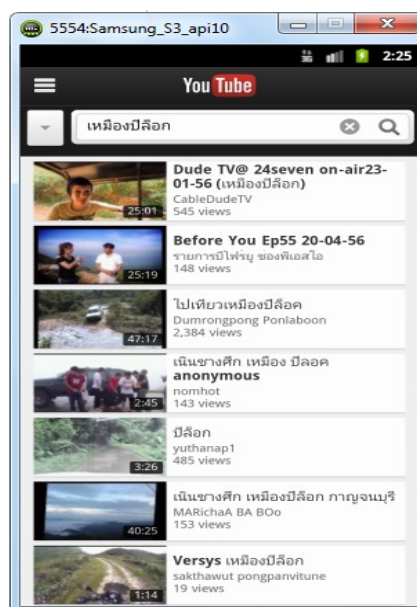 5554:Samsung_S3_api10
3G 2:25
You Tube
เหมืองปิล็อก
Dude TV@ 24seven on-air23-
01-56 (เหมืองปิล็อก)
CableDudeTV
545 views
25:01
Before You Ep55 20-04-56
รายการบีโฟร์ยู ของพีเอสไอ
148 views
25:19
ไปเที่ยวเหมืองปิล็อค
Dumrongpong Ponlaboon
2,384 views
47:17
เนินชางศึก เหมือง ปิลอค
anonymous
nomhot
143 views
2:45
ปิล็อก
yuthanap1
485 views
3:26
เนินชางศึก เหมืองปิล็อก กาญจนบุรี
MARichaA BA BOo
153 views
40:25
Versys เหมืองปิล็อก
sakthawut pongpanvitune
19 views
1:14